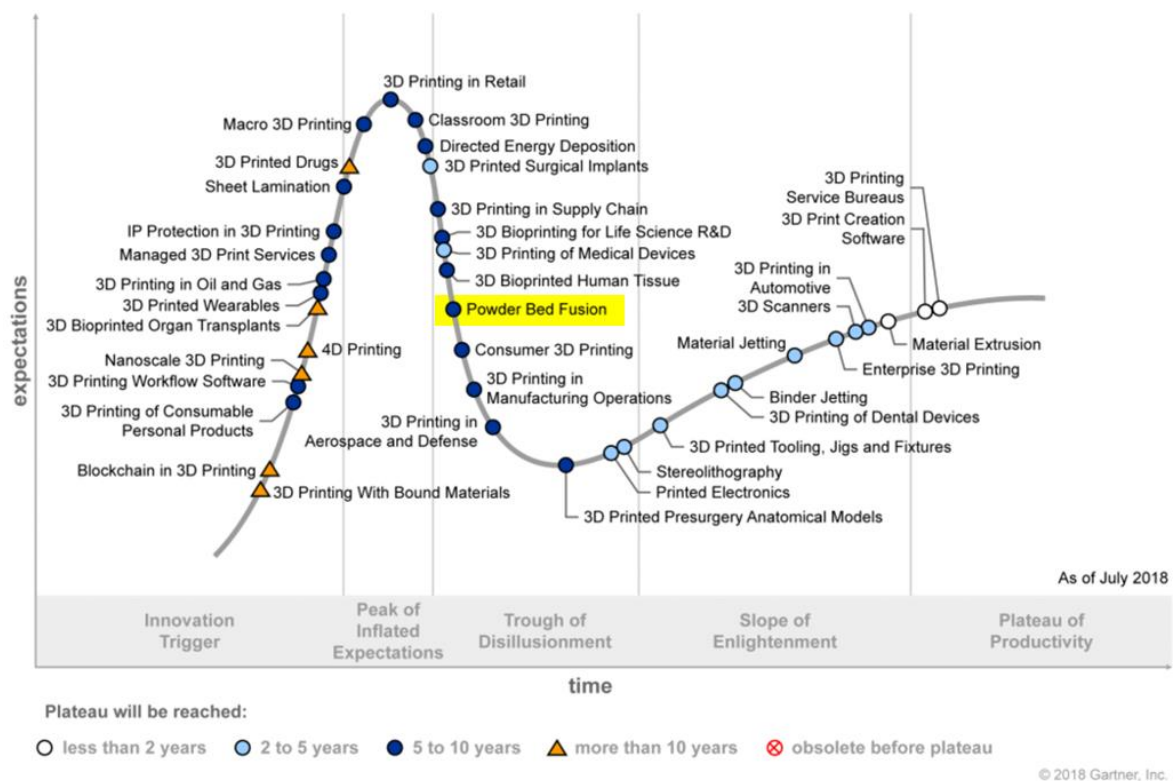 3D Printing in Retail
Macro 3D Printing
Classroom 3D Printing
Directed Energy Deposition
3D Printed Drugs
3D Printed Surgical Implants
Sheet Lamination
3D Printing in Supply Chain
IP Protection in 3D Printing
3D Bioprinting for Life Science R&D
Managed 3D Print Services
3D Printing of Medical Devices
3D Printing in Oil and Gas
3D Bioprinted Human Tissue
3D Printed Wearables
Powder Bed Fusion
3D Bioprinted Organ Transplants
4D Printing
Consumer 3D Printing
Nanoscale 3D Printing
3D Printing Workflow Software
3D Printing in
Manufacturing Operations
3D Printing of Consumable
Personal Products
3D Printing in
Aerospace and Defense
Blockchain in 3D Printing
3D Printing With Bound Materials
3D Printing
Service Bureaus
3D Print Creation
Software
3D Printing in
Automotive
3D Scanners
Material Jetting
Material Extrusion
Enterprise 3D Printing
Binder Jetting
3D Printing of Dental Devices
3D Printed Tooling, Jigs and Fixtures
Stereolithography
Printed Electronics
3D Printed Presurgery Anatomical Models
expectations
As of July 2018
Innovation
Trigger
Peak of
Inflated
Expectations
Trough of
Disillusionment
Slope of
Enlightenment
Plateau of
Productivity
time
Plateau will be reached:
less than 2 years
2 to 5 years
5 to 10 years
more than 10 years
obsolete before plateau
© 2018 Gartner, Inc.